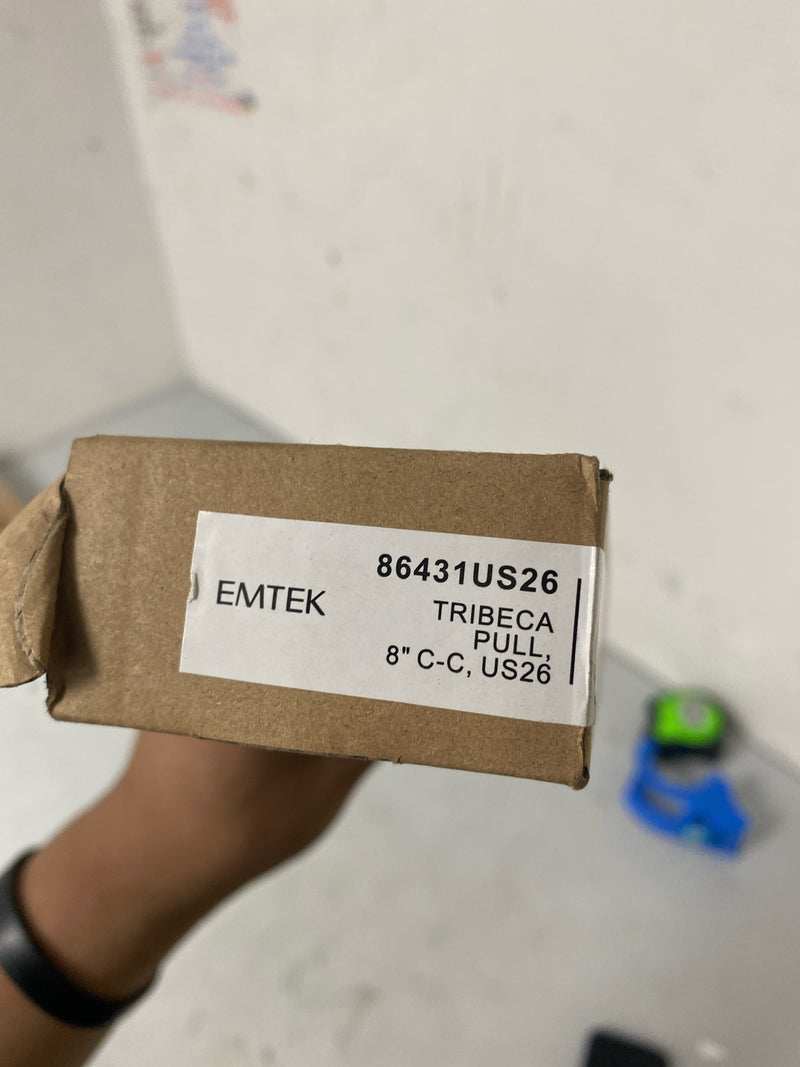 EMTEK
86431US26
TRIBECA
PULL,
8" C-C, US26